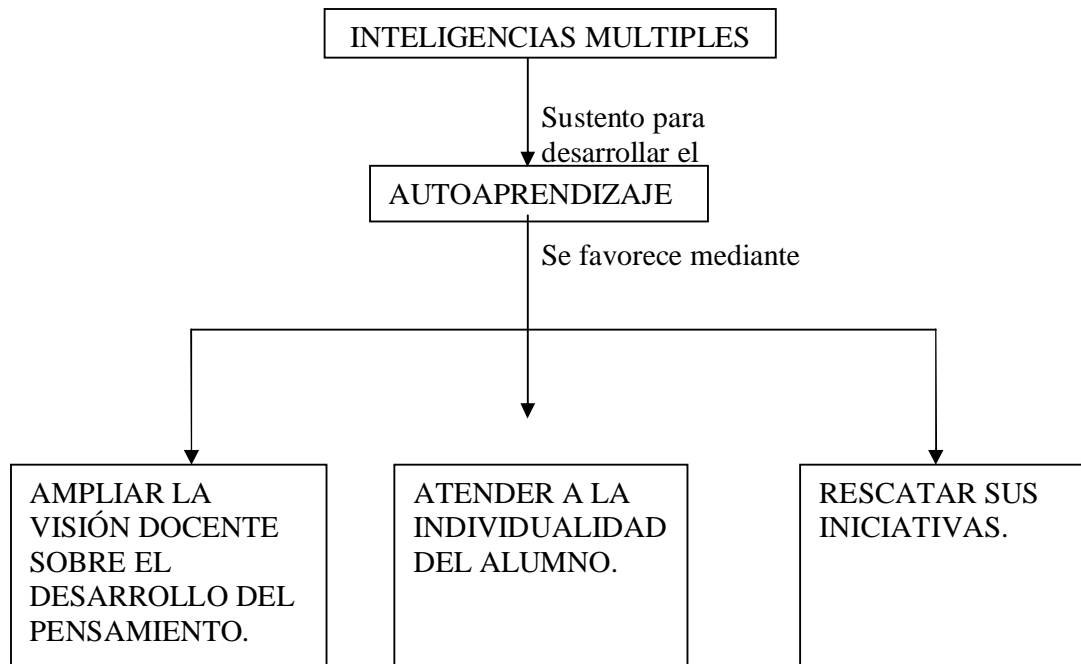 INTELIGENCIAS MULTIPLES
Sustento para
desarrollar el
AUTOAPRENDIZAJE
Se favorece mediante
AMPLIAR LA
VISIÓN DOCENTE
SOBRE EL
DESARROLLO DEL
PENSAMIENTO.
ATENDER A LA
INDIVIDUALIDAD
DEL ALUMNO.
RESCATAR SUS
INICIATIVAS.